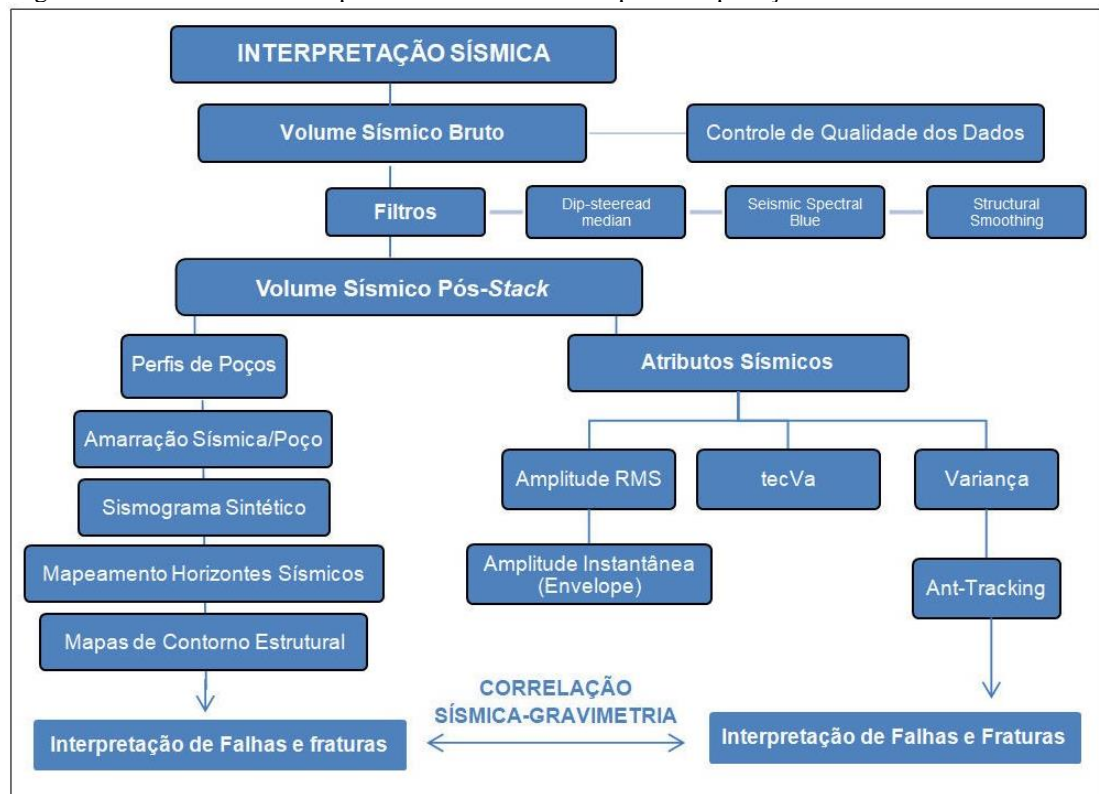 INTERPRETAÇÃO SÍSMICA
Volume Sísmico Bruto
Controle de Qualidade dos Dados
Filtros
Dip-steeread
median
Seismic Spectral
Blue
Structural
Smoothing
Volume Sísmico Pós-Stack
Perfis de Poços
Atributos Sísmicos
Amarração Sísmica/Poço
Amplitude RMS
tecVa
Variança
Sismograma Sintético
Mapeamento Horizontes Sísmicos
Amplitude Instantânea
(Envelope)
Ant-Tracking
Mapas de Contorno Estrutural
CORRELAÇÃO
SÍSMICA-GRAVIMETRIA
Interpretação de Falhas e fraturas
Interpretação de Falhas e Fraturas